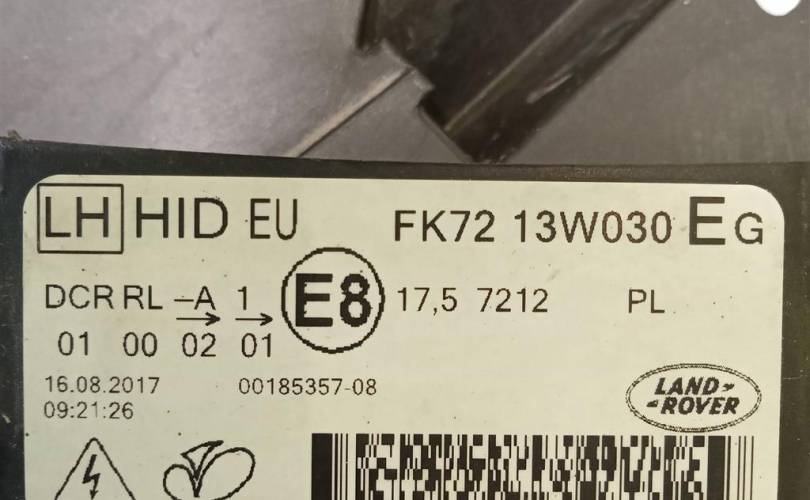 LH HID EU FK72 13W030 EG
DCR RL -A 1 E8 17,5 7212 PL
01 00 02 01
16.08.2017 00185357-08
09:21:26
LAND-
-ROVER